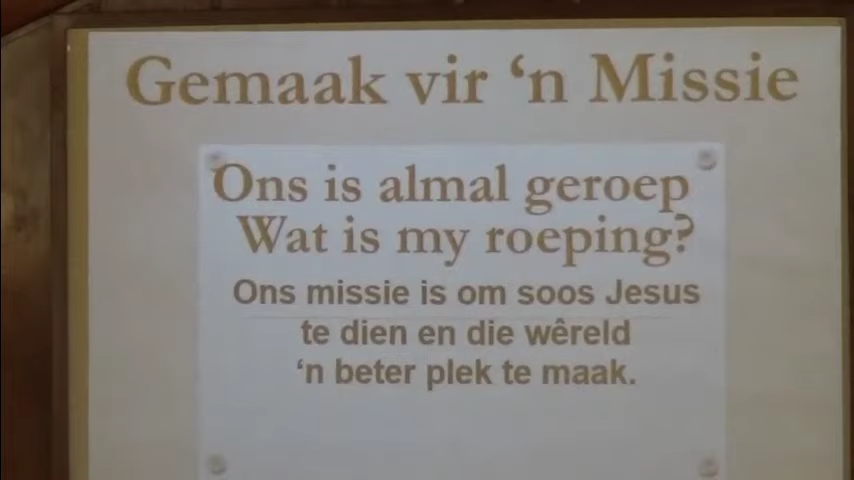 Gemaak vir ‘n Missie
Ons is almal geroep
Wat is my roeping?
Ons missie is om soos Jesus
te dien en die wêreld
‘n beter plek te maak.